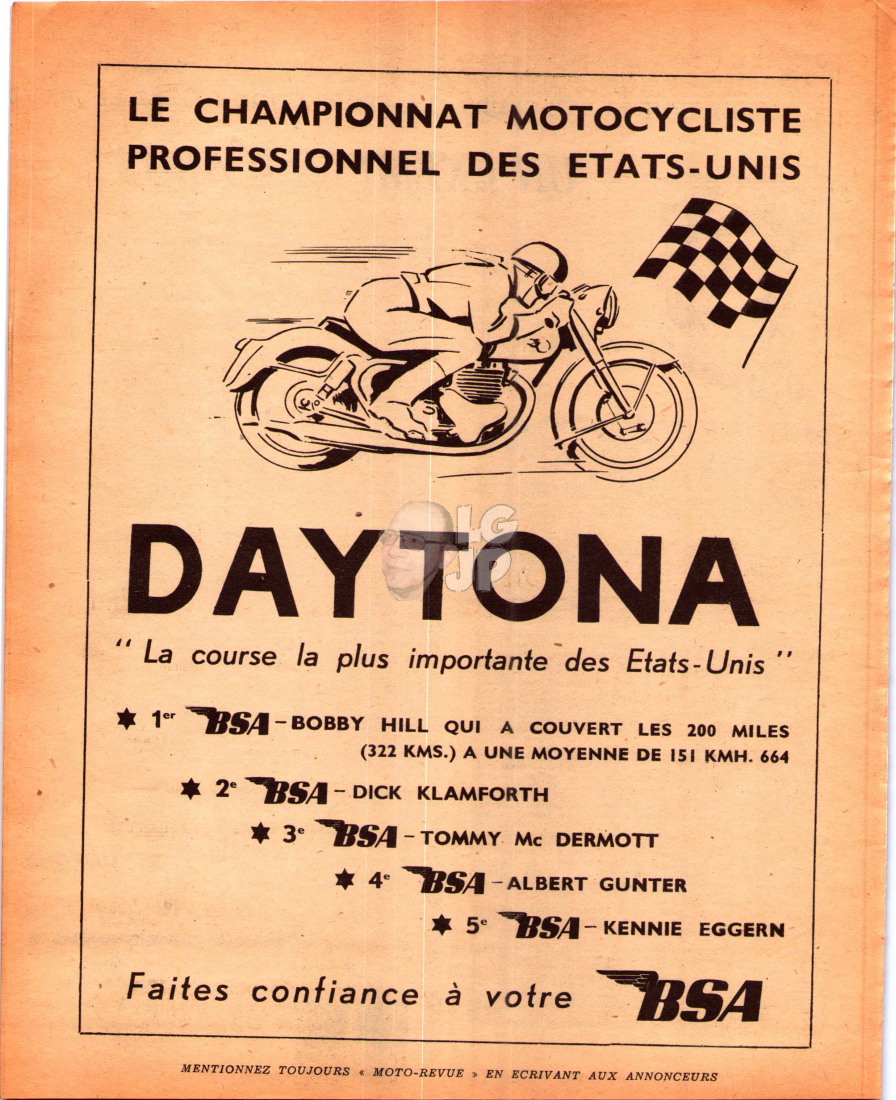 LE CHAMPIONNAT MOTOCYCLISTE
PROFESSIONNEL DES ETATS-UNIS
DAYTONA
LG
JP
" La course la plus importante des Etats-Unis "
1er BSA - BOBBY HILL QUI A COUVERT LES 200 MILES
(322 KMS.) A UNE MOYENNE DE 151 KMH. 664
2e BSA - DICK KLAMFORTH
3e BSA - TOMMY Mc DERMOTT
4e BSA - ALBERT GUNTER
5e BSA - KENNIE EGGERN
Faites confiance à votre BSA
MENTIONNEZ TOUJOURS « MOTO-REVUE » EN ECRIVANT AUX ANNONCEURS